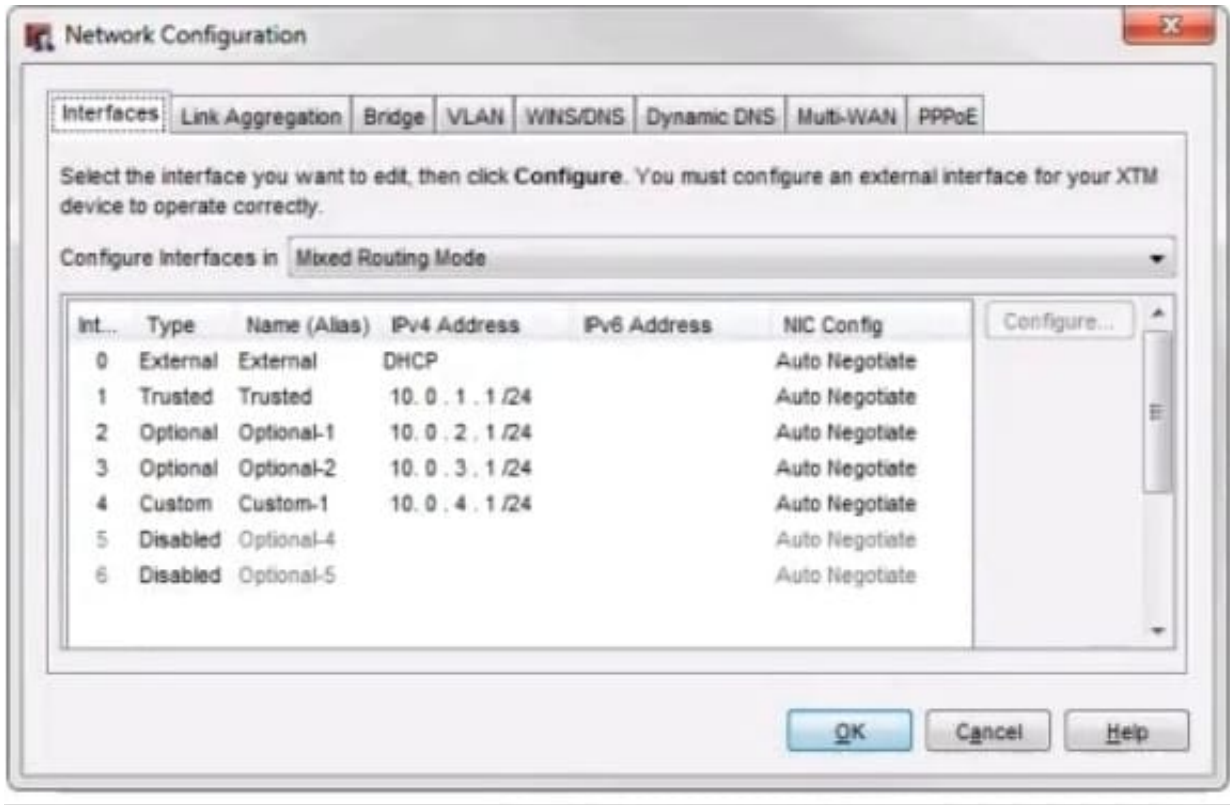 Network Configuration
Interfaces Link Aggregation Bridge VLAN WINS/DNS Dynamic DNS Multi-WAN PPPoE
Select the interface you want to edit, then click Configure. You must configure an external interface for your XTM
device to operate correctly.
Configure Interfaces in Mixed Routing Mode
Int... Type Name (Alias) IPv4 Address IPv6 Address NIC Config Configure...
0 External External DHCP Auto Negotiate
1 Trusted Trusted 10. 0 . 1 . 1 /24 Auto Negotiate
2 Optional Optional-1 10. 0 . 2 . 1 /24 Auto Negotiate
3 Optional Optional-2 10. 0 . 3 . 1 /24 Auto Negotiate
4 Custom Custom-1 10. 0 . 4 . 1 /24 Auto Negotiate
5 Disabled Optional-4 Auto Negotiate
6 Disabled Optional-5 Auto Negotiate
OK Cancel Help